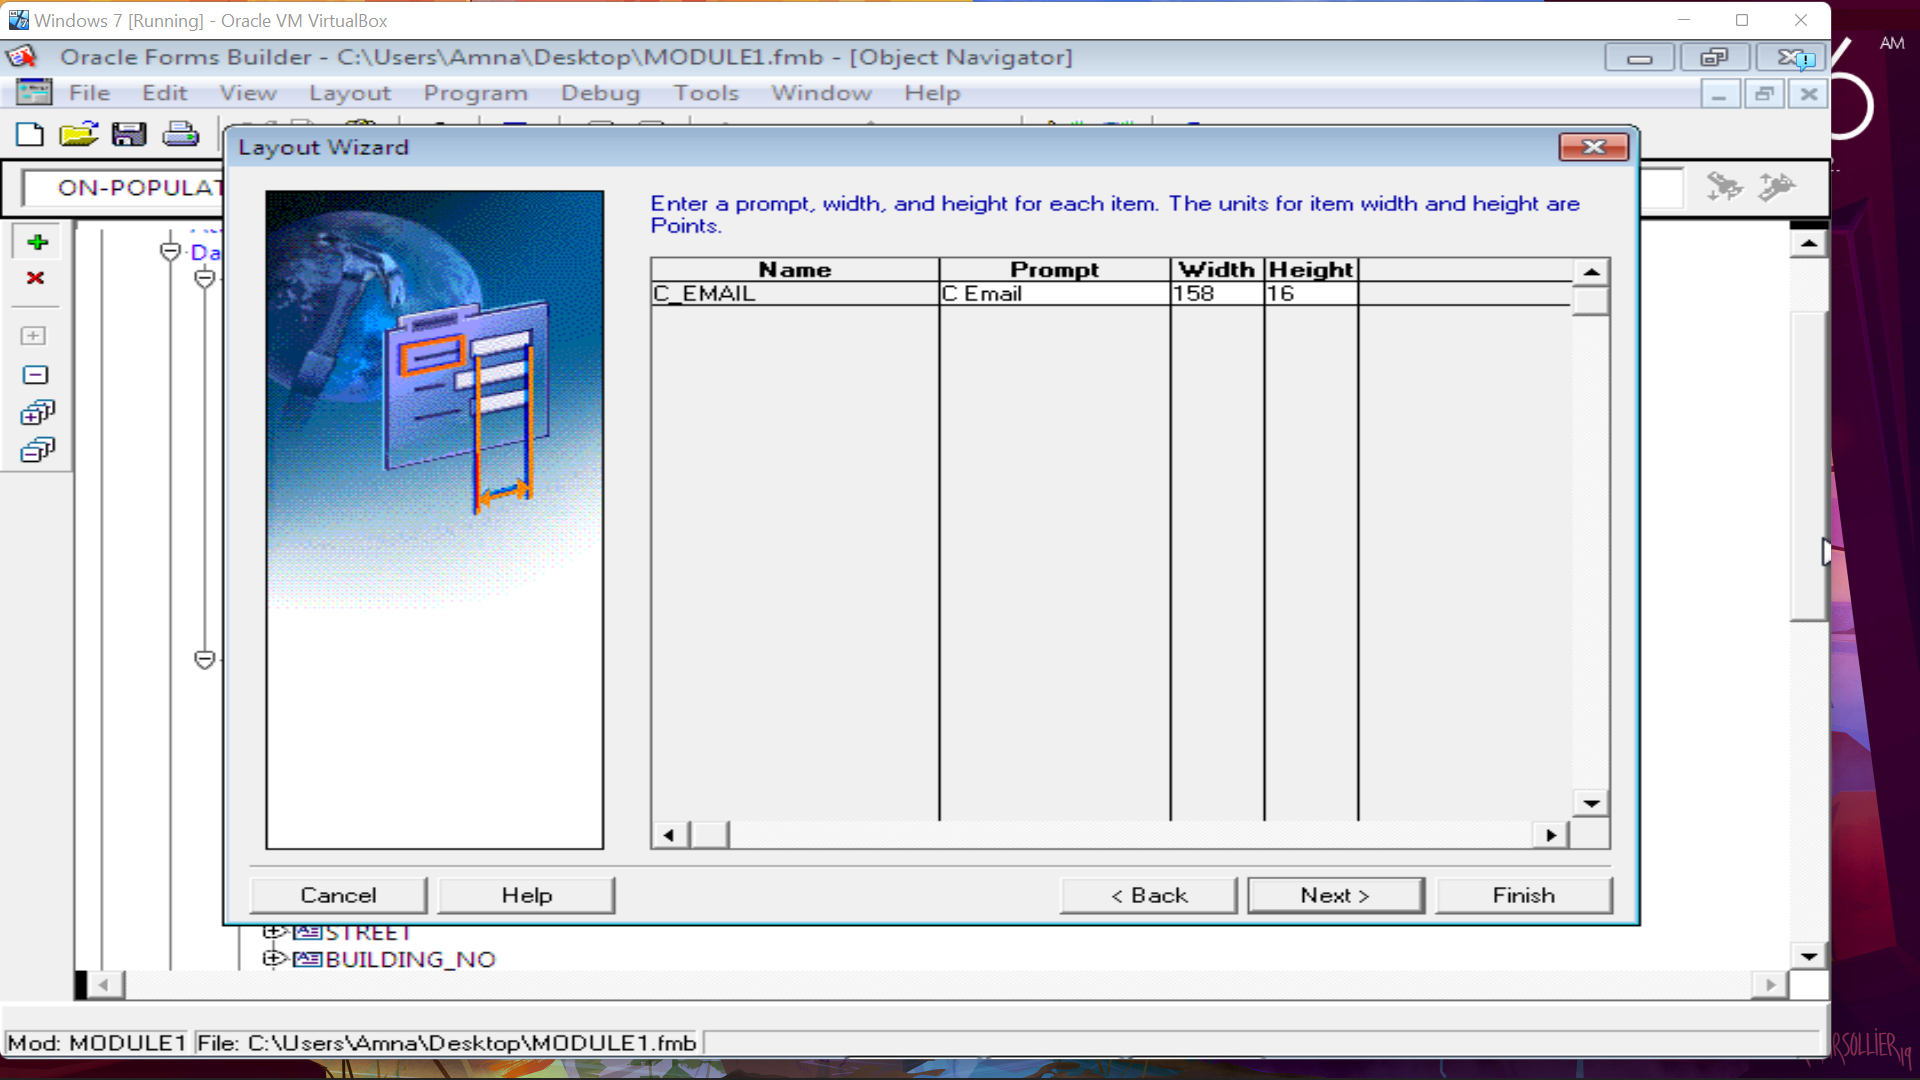 Windows 7 [Running] - Oracle VM VirtualBox
AM
Oracle Forms Builder - C:\Users\Amna\Desktop\MODULE1.fmb - [Object Navigator]
File Edit View Layout Program Debug Tools Window Help
Layout Wizard
ON-POPULAT
Enter a prompt, width, and height for each item. The units for item width and height are
Points.
Da
Name Prompt Width Height
C_EMAIL C Email 158 16
Cancel Help < Back Next > Finish
STREET
BUILDING_NO
Mod: MODULE1 File: C:\Users\Amna\Desktop\MODULE1.fmb